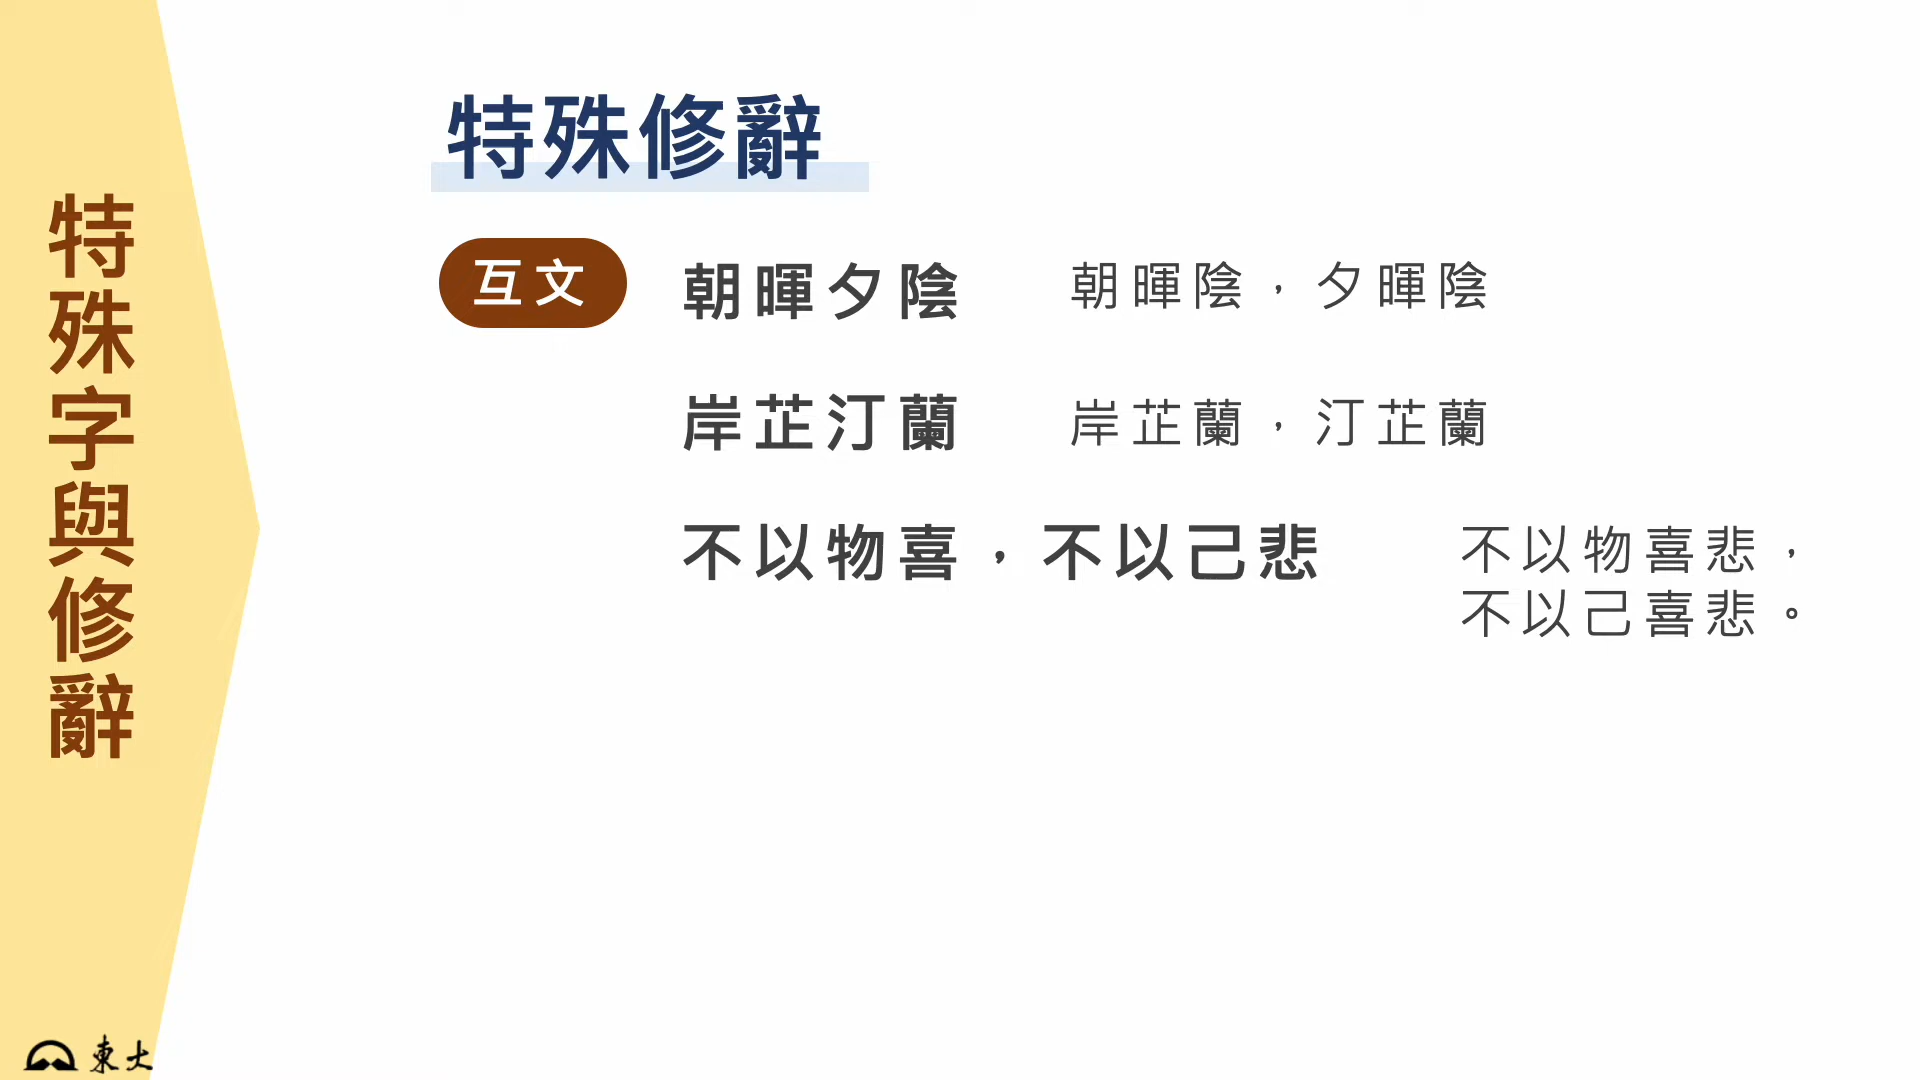 特殊字與修辭
特殊修辭
互文
朝暉夕陰 朝暉陰，夕暉陰
岸芷汀蘭 岸芷蘭，汀芷蘭
不以物喜，不以己悲 不以物喜悲，
不以己喜悲。
東大